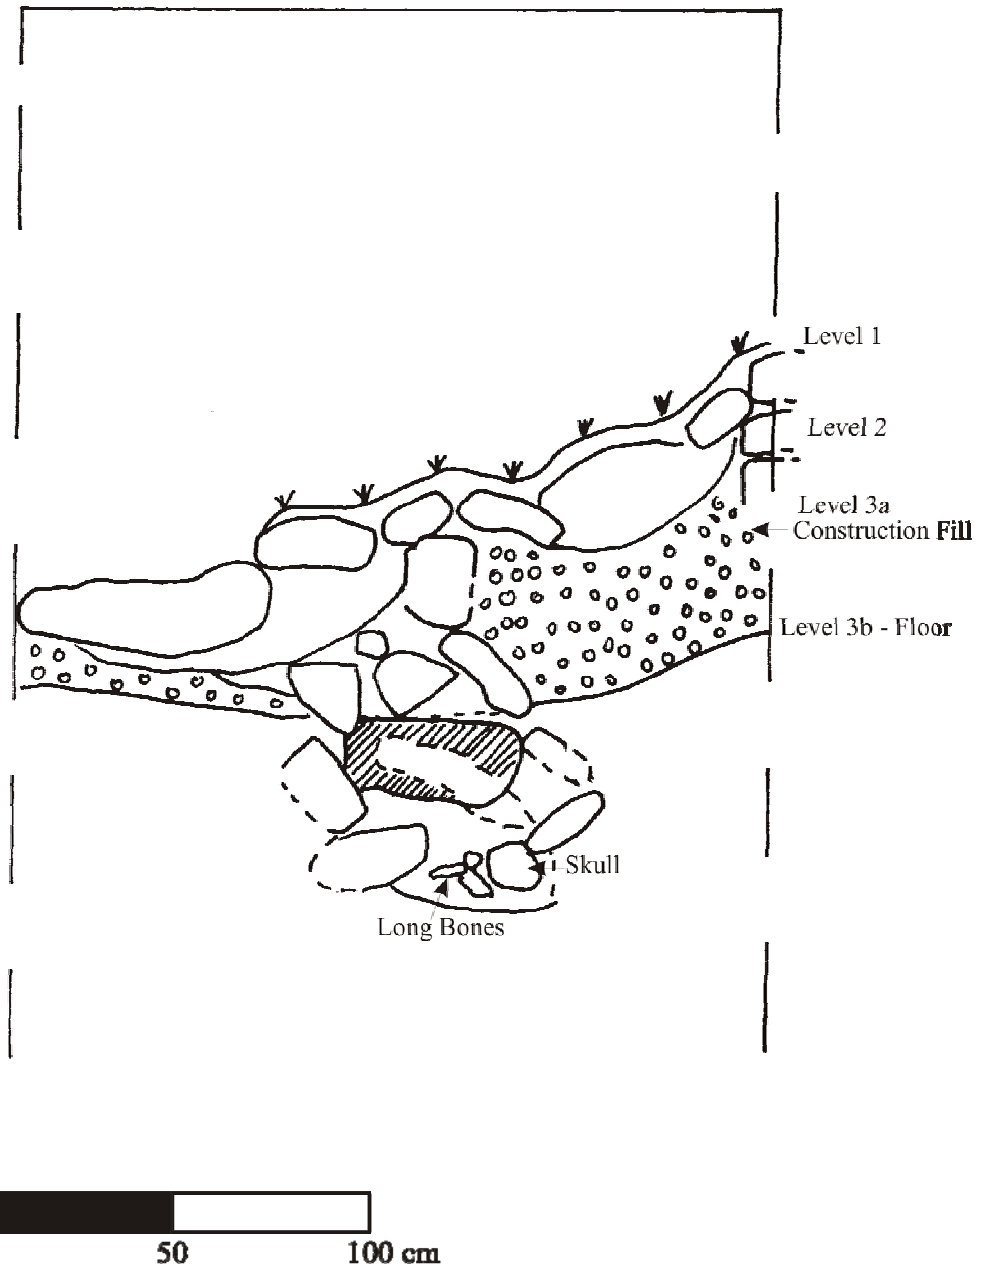 Level 1
Level 2
Level 3a
Construction Fill
Level 3b - Floor
Skull
Long Bones
50 100 cm